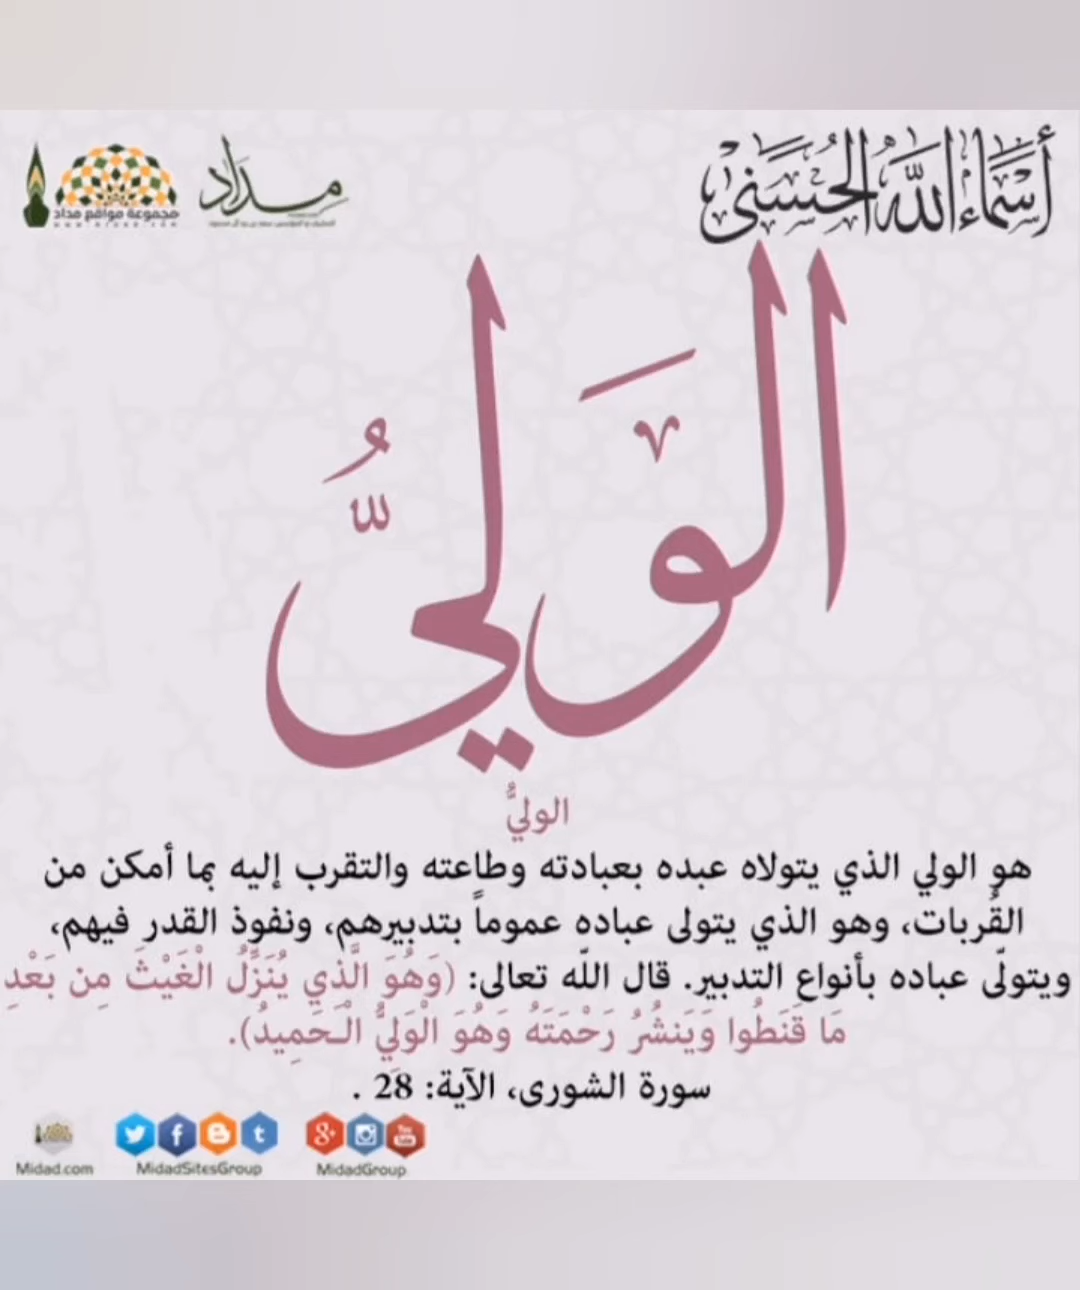 أَسْمَاءُ اللَّهِ الْحُسْنَى
مداد
مجموعة مواقع مداد
الوَلِيُّ
الوليُّ
هو الولي الذي يتولاه عبده بعبادته وطاعته والتقرب إليه بما أمكن من
القُربات، وهو الذي يتولى عباده عموماً بتدبيرهم، ونفوذ القدر فيهم،
ويتولّى عباده بأنواع التدبير. قال الله تعالى: (وَهُوَ الَّذِي يُنَزِّلُ الْغَيْثَ مِن بَعْدِ
مَا قَنَطُوا وَيَنشُرُ رَحْمَتَهُ وَهُوَ الْوَلِيُّ الْحَمِيدُ).
سورة الشورى، الآية: 28 .
Midad.com
MidadSitesGroup
MidadGroup